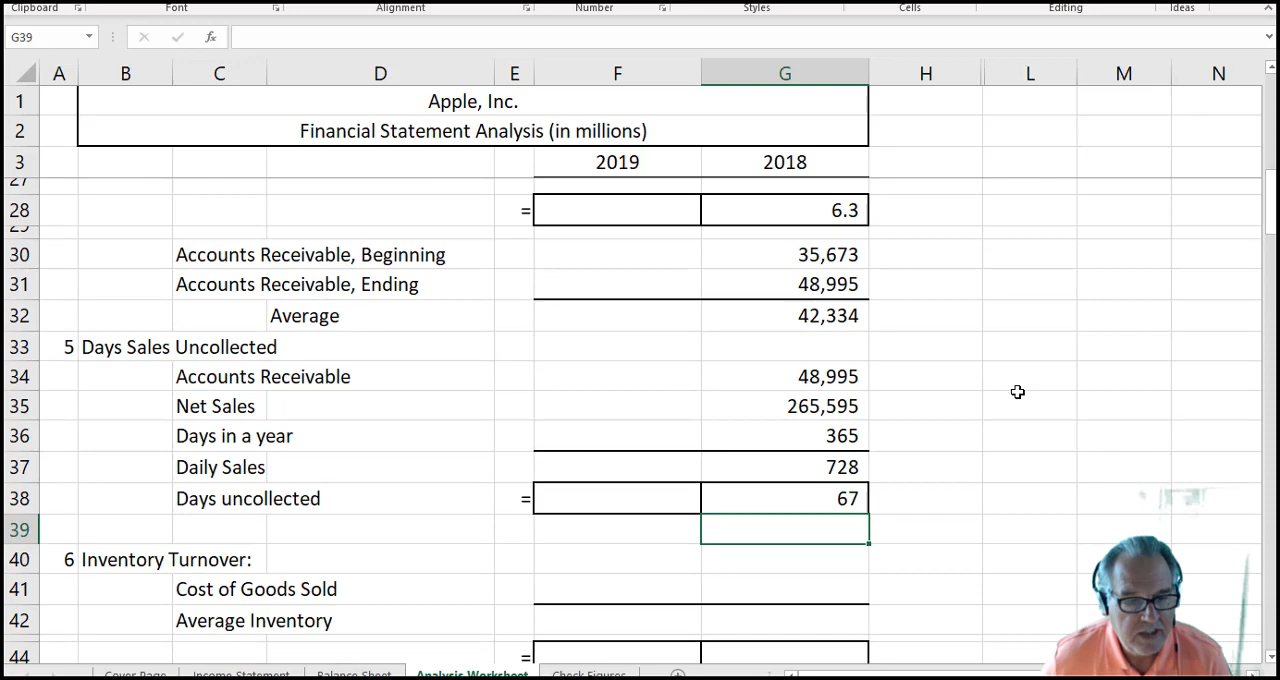 Clipboard Font Alignment Number Styles Cells Editing Ideas
G39 fx
A B C D E F G H L M N
1 Apple, Inc.
2 Financial Statement Analysis (in millions)
3 2019 2018
27
28 = 6.3
29
30 Accounts Receivable, Beginning 35,673
31 Accounts Receivable, Ending 48,995
32 Average 42,334
33 5 Days Sales Uncollected
34 Accounts Receivable 48,995
35 Net Sales 265,595
36 Days in a year 365
37 Daily Sales 728
38 Days uncollected = 67
39
40 6 Inventory Turnover:
41 Cost of Goods Sold
42 Average Inventory
44 =
Cover Page Income Statement Balance Sheet Analysis Worksheet Check Figures